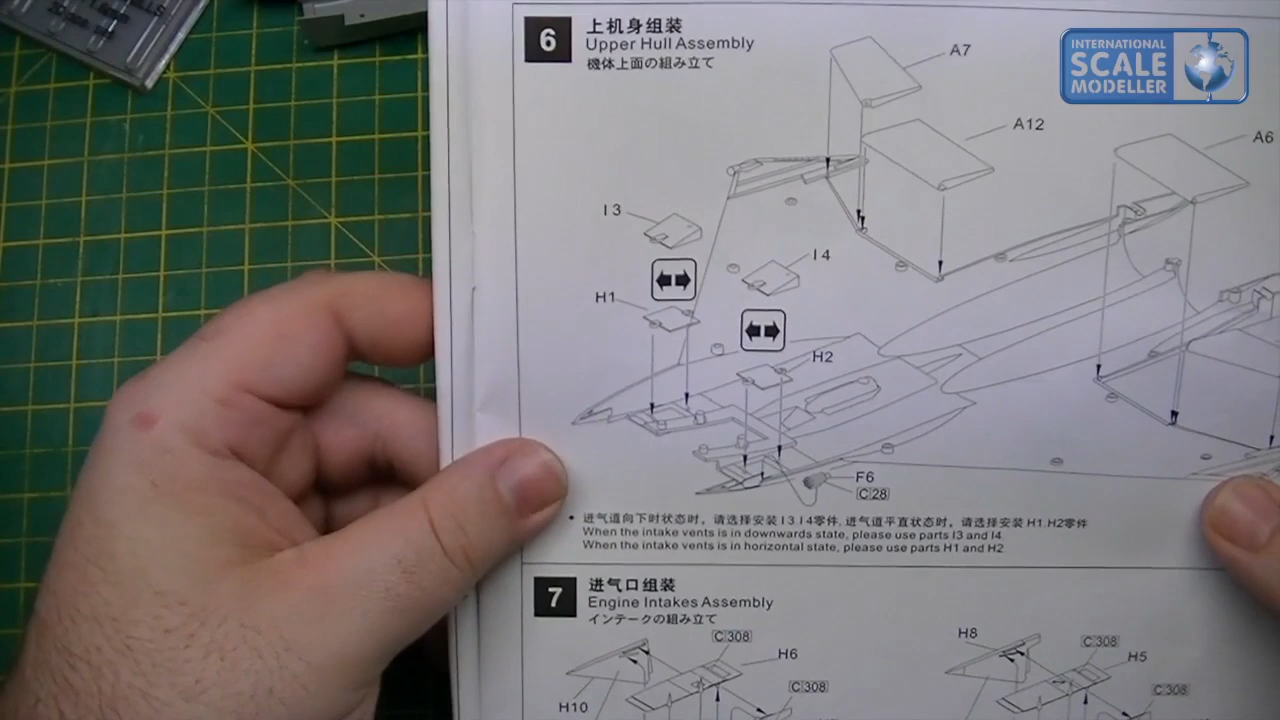 INTERNATIONAL
SCALE
MODELLER
6
上机身组装
Upper Hull Assembly
機体上面の組み立て
A7
A12
A6
I3
I4
H1
H2
F6
C28
• 进气道向下时状态时，请选择安装 I3 I4零件, 进气道平直状态时，请选择安装 H1.H2零件
When the intake vents is in downwards state, please use parts I3 and I4.
When the intake vents is in horizontal state, please use parts H1 and H2
7
进气口组装
Engine Intakes Assembly
インテークの組み立て
C308
H6
C308
H10
H8
C308
H5
C308